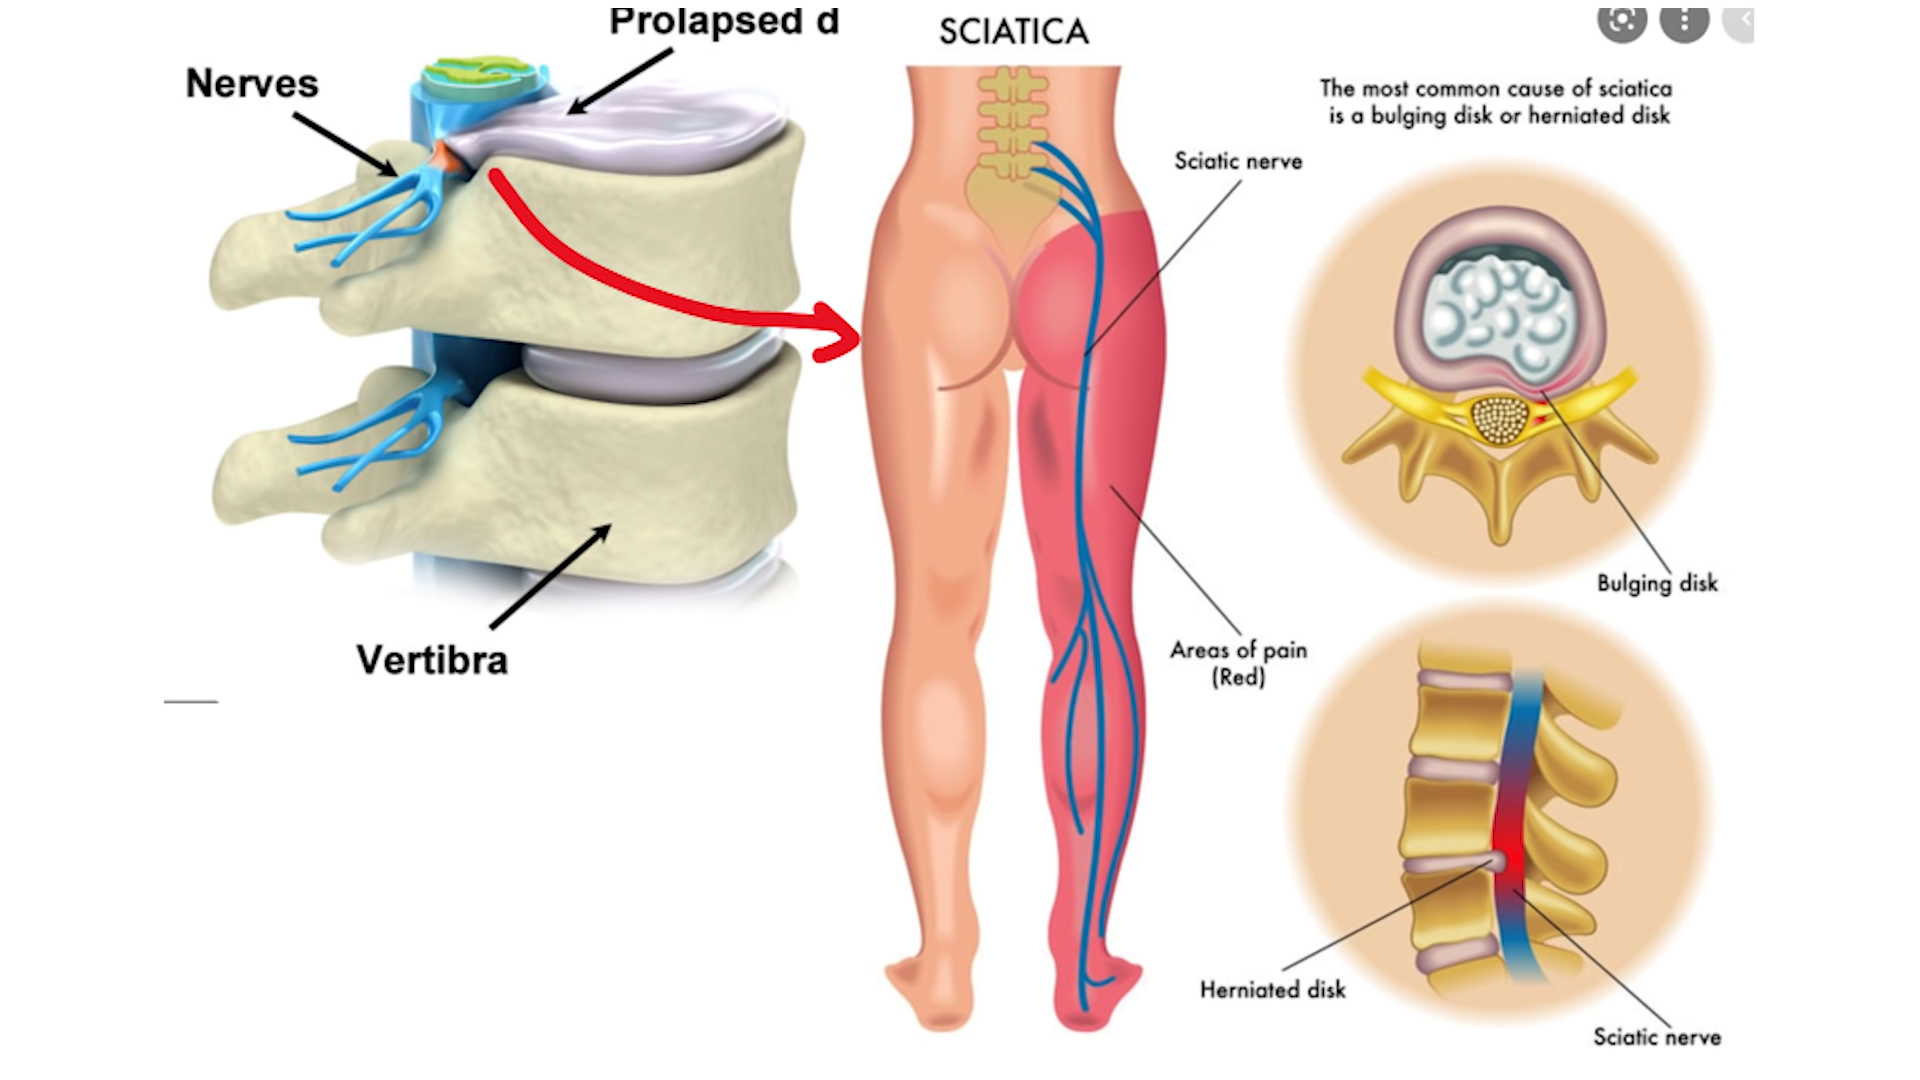 Prolapsed d
Nerves
Vertibra
SCIATICA
Sciatic nerve
Areas of pain
(Red)
The most common cause of sciatica
is a bulging disk or herniated disk
Bulging disk
Herniated disk
Sciatic nerve